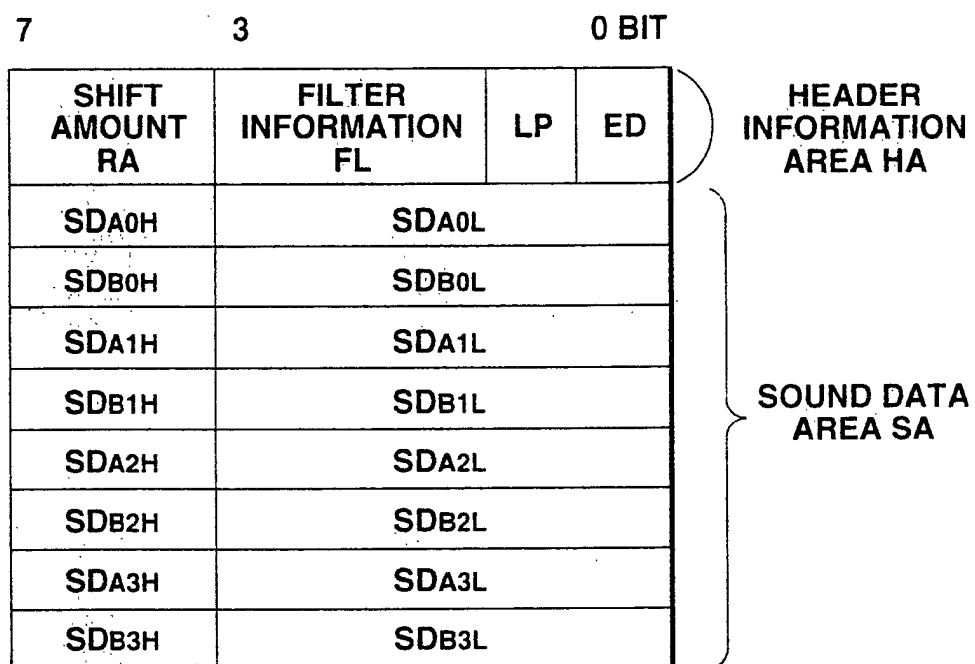 7 3 0 BIT
SHIFT AMOUNT RA
FILTER INFORMATION FL
LP
ED
HEADER INFORMATION AREA HA
SDA0H SDA0L
SDB0H SDB0L
SDA1H SDA1L
SDB1H SDB1L
SDA2H SDA2L
SDB2H SDB2L
SDA3H SDA3L
SDB3H SDB3L
SOUND DATA AREA SA